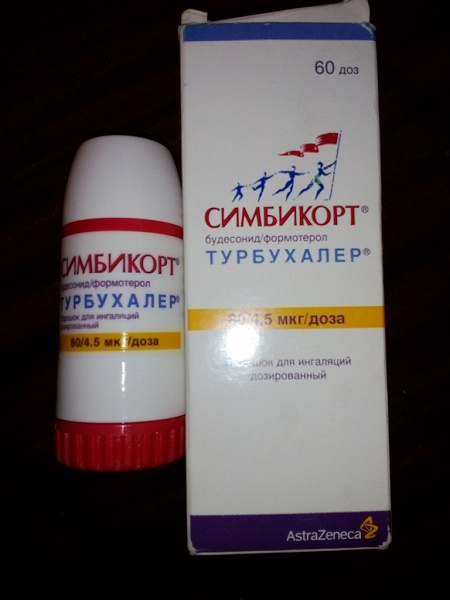 60 доз
СИМБИКОРТ®
будесонид/формотерол
ТУРБУХАЛЕР®
80/4,5 мкг/доза
порошок для ингаляций
дозированный
AstraZeneca
СИМБИКОРТ®
будесонид/формотерол
ТУРБУХАЛЕР®
порошок для ингаляций
дозированный
80/4.5 мкг/доза